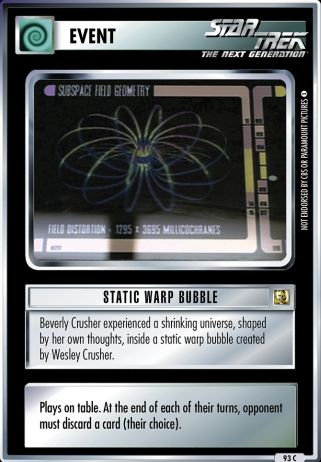 EVENT
STAR TREK
THE NEXT GENERATION
SUBSPACE FIELD GEOMETRY
FIELD DISTORTION - 1795 X 3695 MILLICOCHRANES
NOT ENDORSED BY CBS OR PARAMOUNT PICTURES
STATIC WARP BUBBLE
Beverly Crusher experienced a shrinking universe, shaped
by her own thoughts, inside a static warp bubble created
by Wesley Crusher.
Plays on table. At the end of each of their turns, opponent
must discard a card (their choice).
93 C